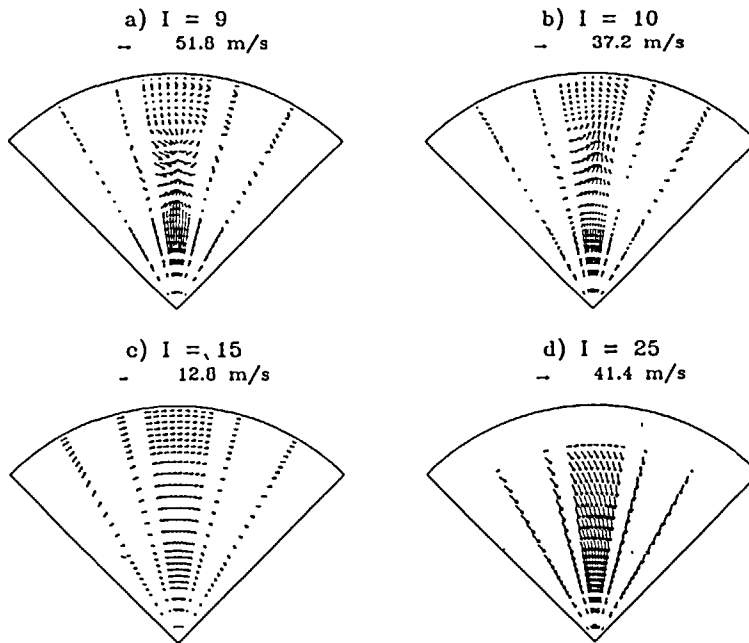 a) I = 9
51.8 m/s
b) I = 10
37.2 m/s
c) I = 15
12.8 m/s
d) I = 25
41.4 m/s